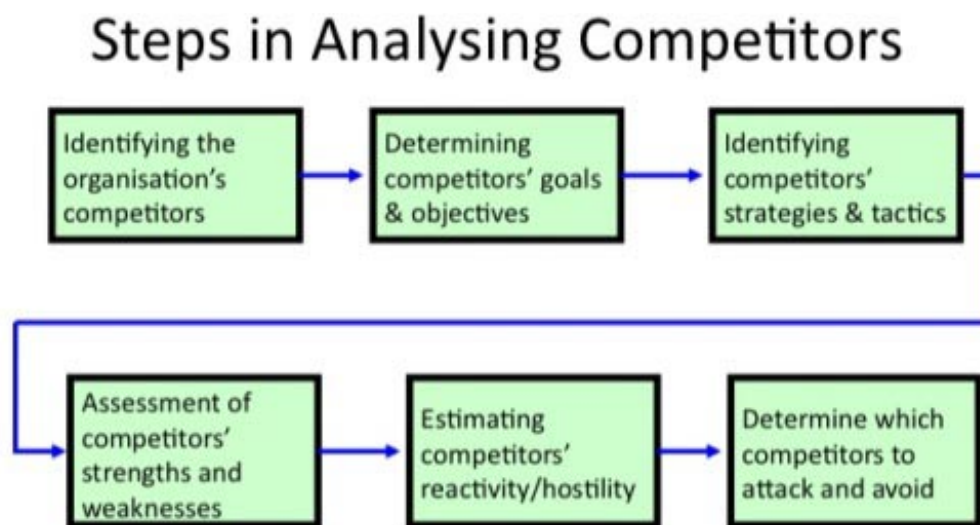 Steps in Analysing Competitors
Identifying the
organisation's
competitors
Determining
competitors' goals
& objectives
Identifying
competitors'
strategies & tactics
Assessment of
competitors'
strengths and
weaknesses
Estimating
competitors'
reactivity/hostility
Determine which
competitors to
attack and avoid